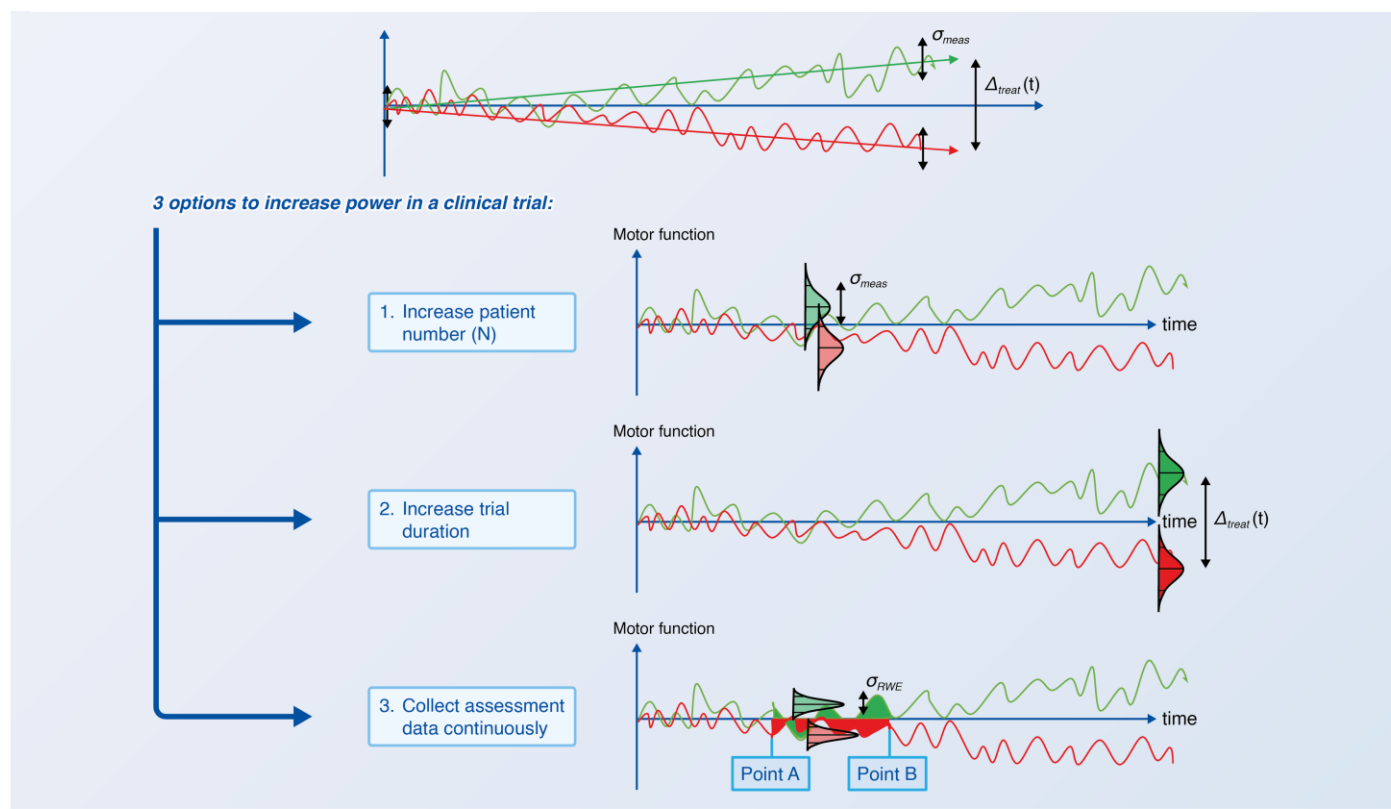 σmeas
Δtreat (t)
3 options to increase power in a clinical trial:
Motor function
1. Increase patient
number (N)
σmeas
time
Motor function
2. Increase trial
duration
time
Δtreat (t)
Motor function
3. Collect assessment
data continuously
σRWE
time
Point A
Point B